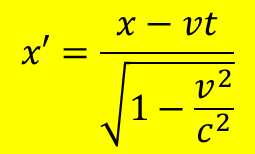 x′ = (x − vt) / √(1 − v²/c²)